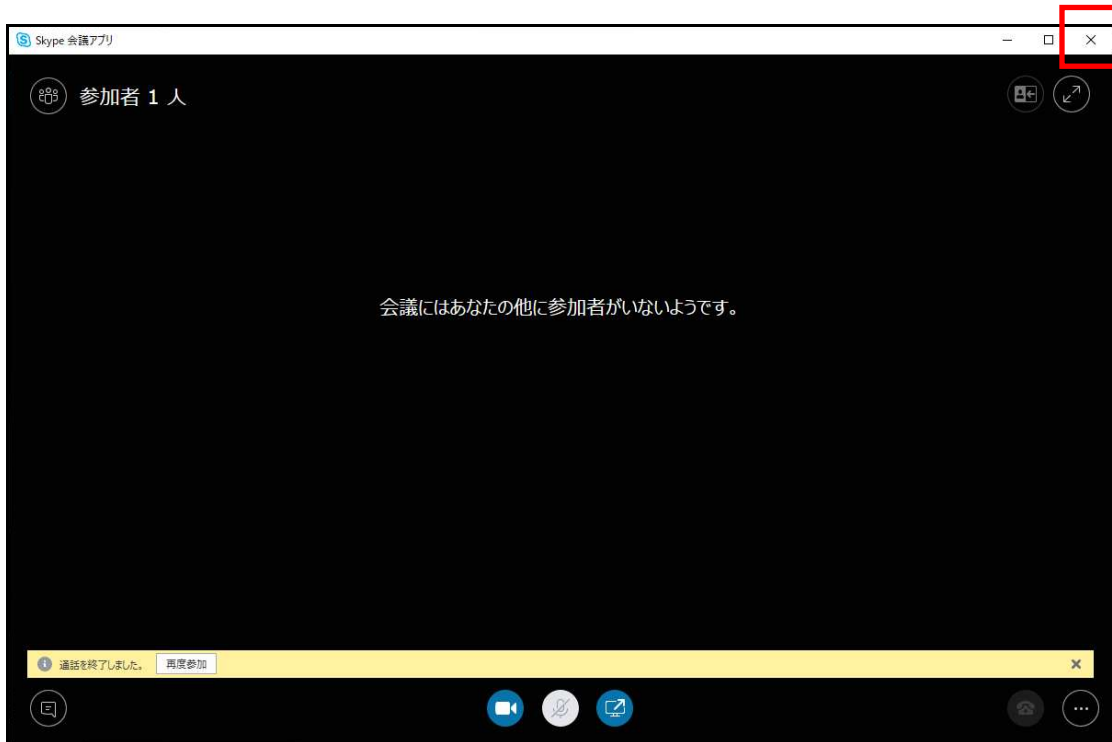 Skype 会議アプリ
参加者 1 人
会議にはあなたの他に参加者がいないようです。
通話を終了しました。 再度参加